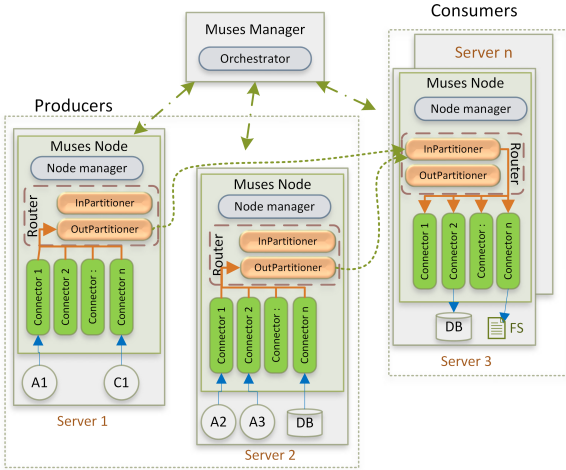 Consumers
Muses Manager
Orchestrator
Server n
Muses Node
Node manager
InPartitioner
OutPartitioner
Router
Connector 1
Connector 2
Connector :
Connector n
DB
FS
Server 3
Producers
Muses Node
Node manager
InPartitioner
OutPartitioner
Router
Connector 1
Connector 2
Connector :
Connector n
A1
C1
Server 1
Muses Node
Node manager
InPartitioner
OutPartitioner
Router
Connector 1
Connector 2
Connector :
Connector n
A2
A3
DB
Server 2